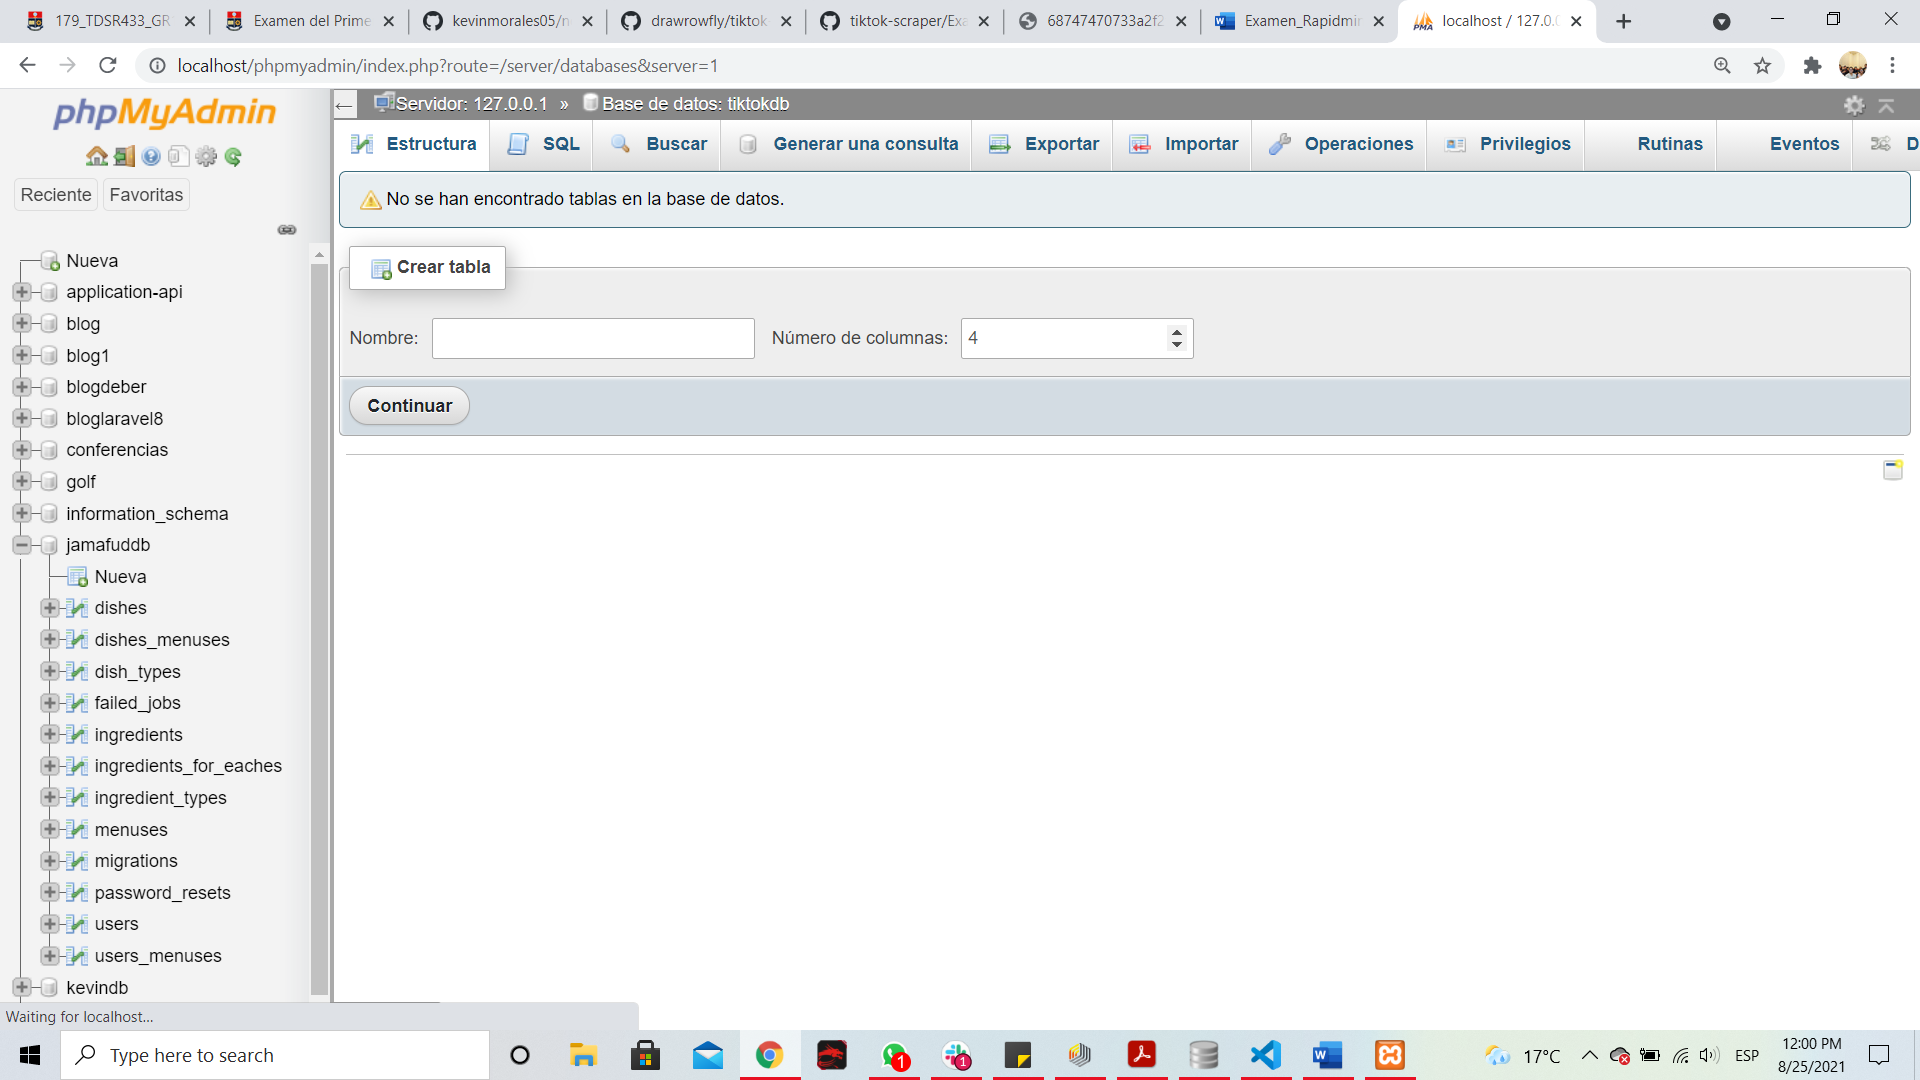 179_TDSR433_GR
Examen del Prime
kevinmorales05/n
drawrowfly/tiktok
tiktok-scraper/Exa
68747470733a2f2
Examen_Rapidmin
localhost / 127.0.0
localhost/phpmyadmin/index.php?route=/server/databases&server=1
phpMyAdmin
Reciente
Favoritas
Nueva
application-api
blog
blog1
blogdeber
bloglaravel8
conferencias
golf
information_schema
jamafuddb
Nueva
dishes
dishes_menuses
dish_types
failed_jobs
ingredients
ingredients_for_eaches
ingredient_types
menuses
migrations
password_resets
users
users_menuses
kevindb
Servidor: 127.0.0.1 » Base de datos: tiktokdb
Estructura
SQL
Buscar
Generar una consulta
Exportar
Importar
Operaciones
Privilegios
Rutinas
Eventos
D
No se han encontrado tablas en la base de datos.
Crear tabla
Nombre:
Número de columnas: 4
Continuar
Waiting for localhost...
Type here to search
1
1
17°C
ESP
12:00 PM
8/25/2021